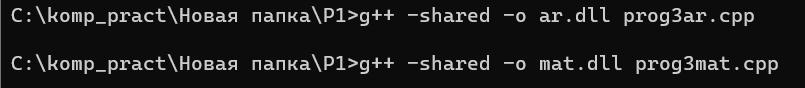 C:\komp_pract\Новая папка\P1>g++ -shared -o ar.dll prog3ar.cpp
C:\komp_pract\Новая папка\P1>g++ -shared -o mat.dll prog3mat.cpp